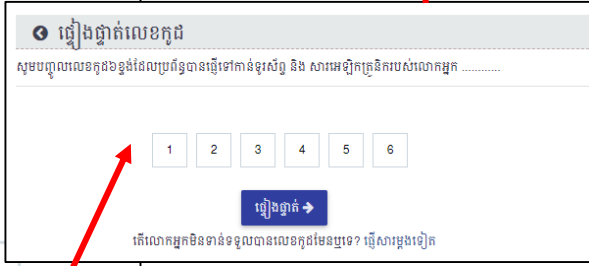 ផ្ទៀងផ្ទាត់លេខកូដ
សូមបញ្ចូលលេខកូដ៦ខ្ទង់ដែលប្រព័ន្ធបានផ្ញើទៅកាន់ទូរស័ព្ទ និង សារអេឡិកត្រូនិករបស់លោកអ្នក ............
1 2 3 4 5 6
ផ្ទៀងផ្ទាត់
តើលោកអ្នកមិនទាន់ទទួលបានលេខកូដមែនឬទេ? ផ្ញើសារម្តងទៀត